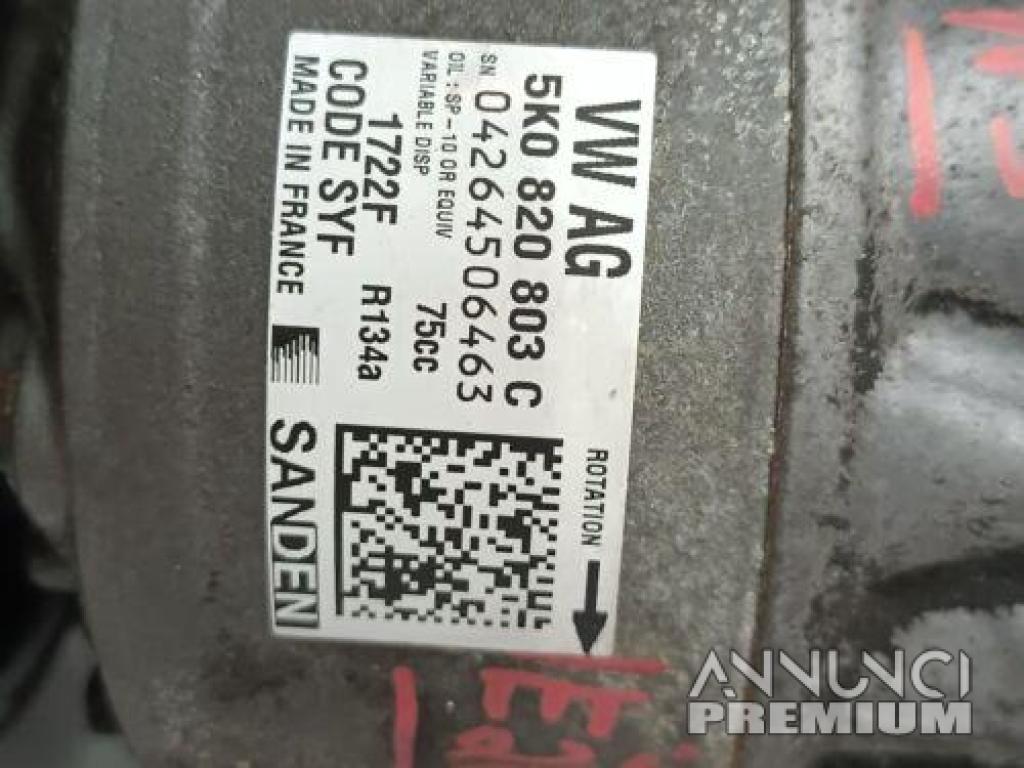 VW AG
5K0 820 803 C
SN 042645064463
OIL : SP-10 OR EQUIV 75CC
VARIABLE DISP
1722F R134a
CODE SYF
MADE IN FRANCE
SANDEN
ROTATION
ANNUNCI
PREMIUM